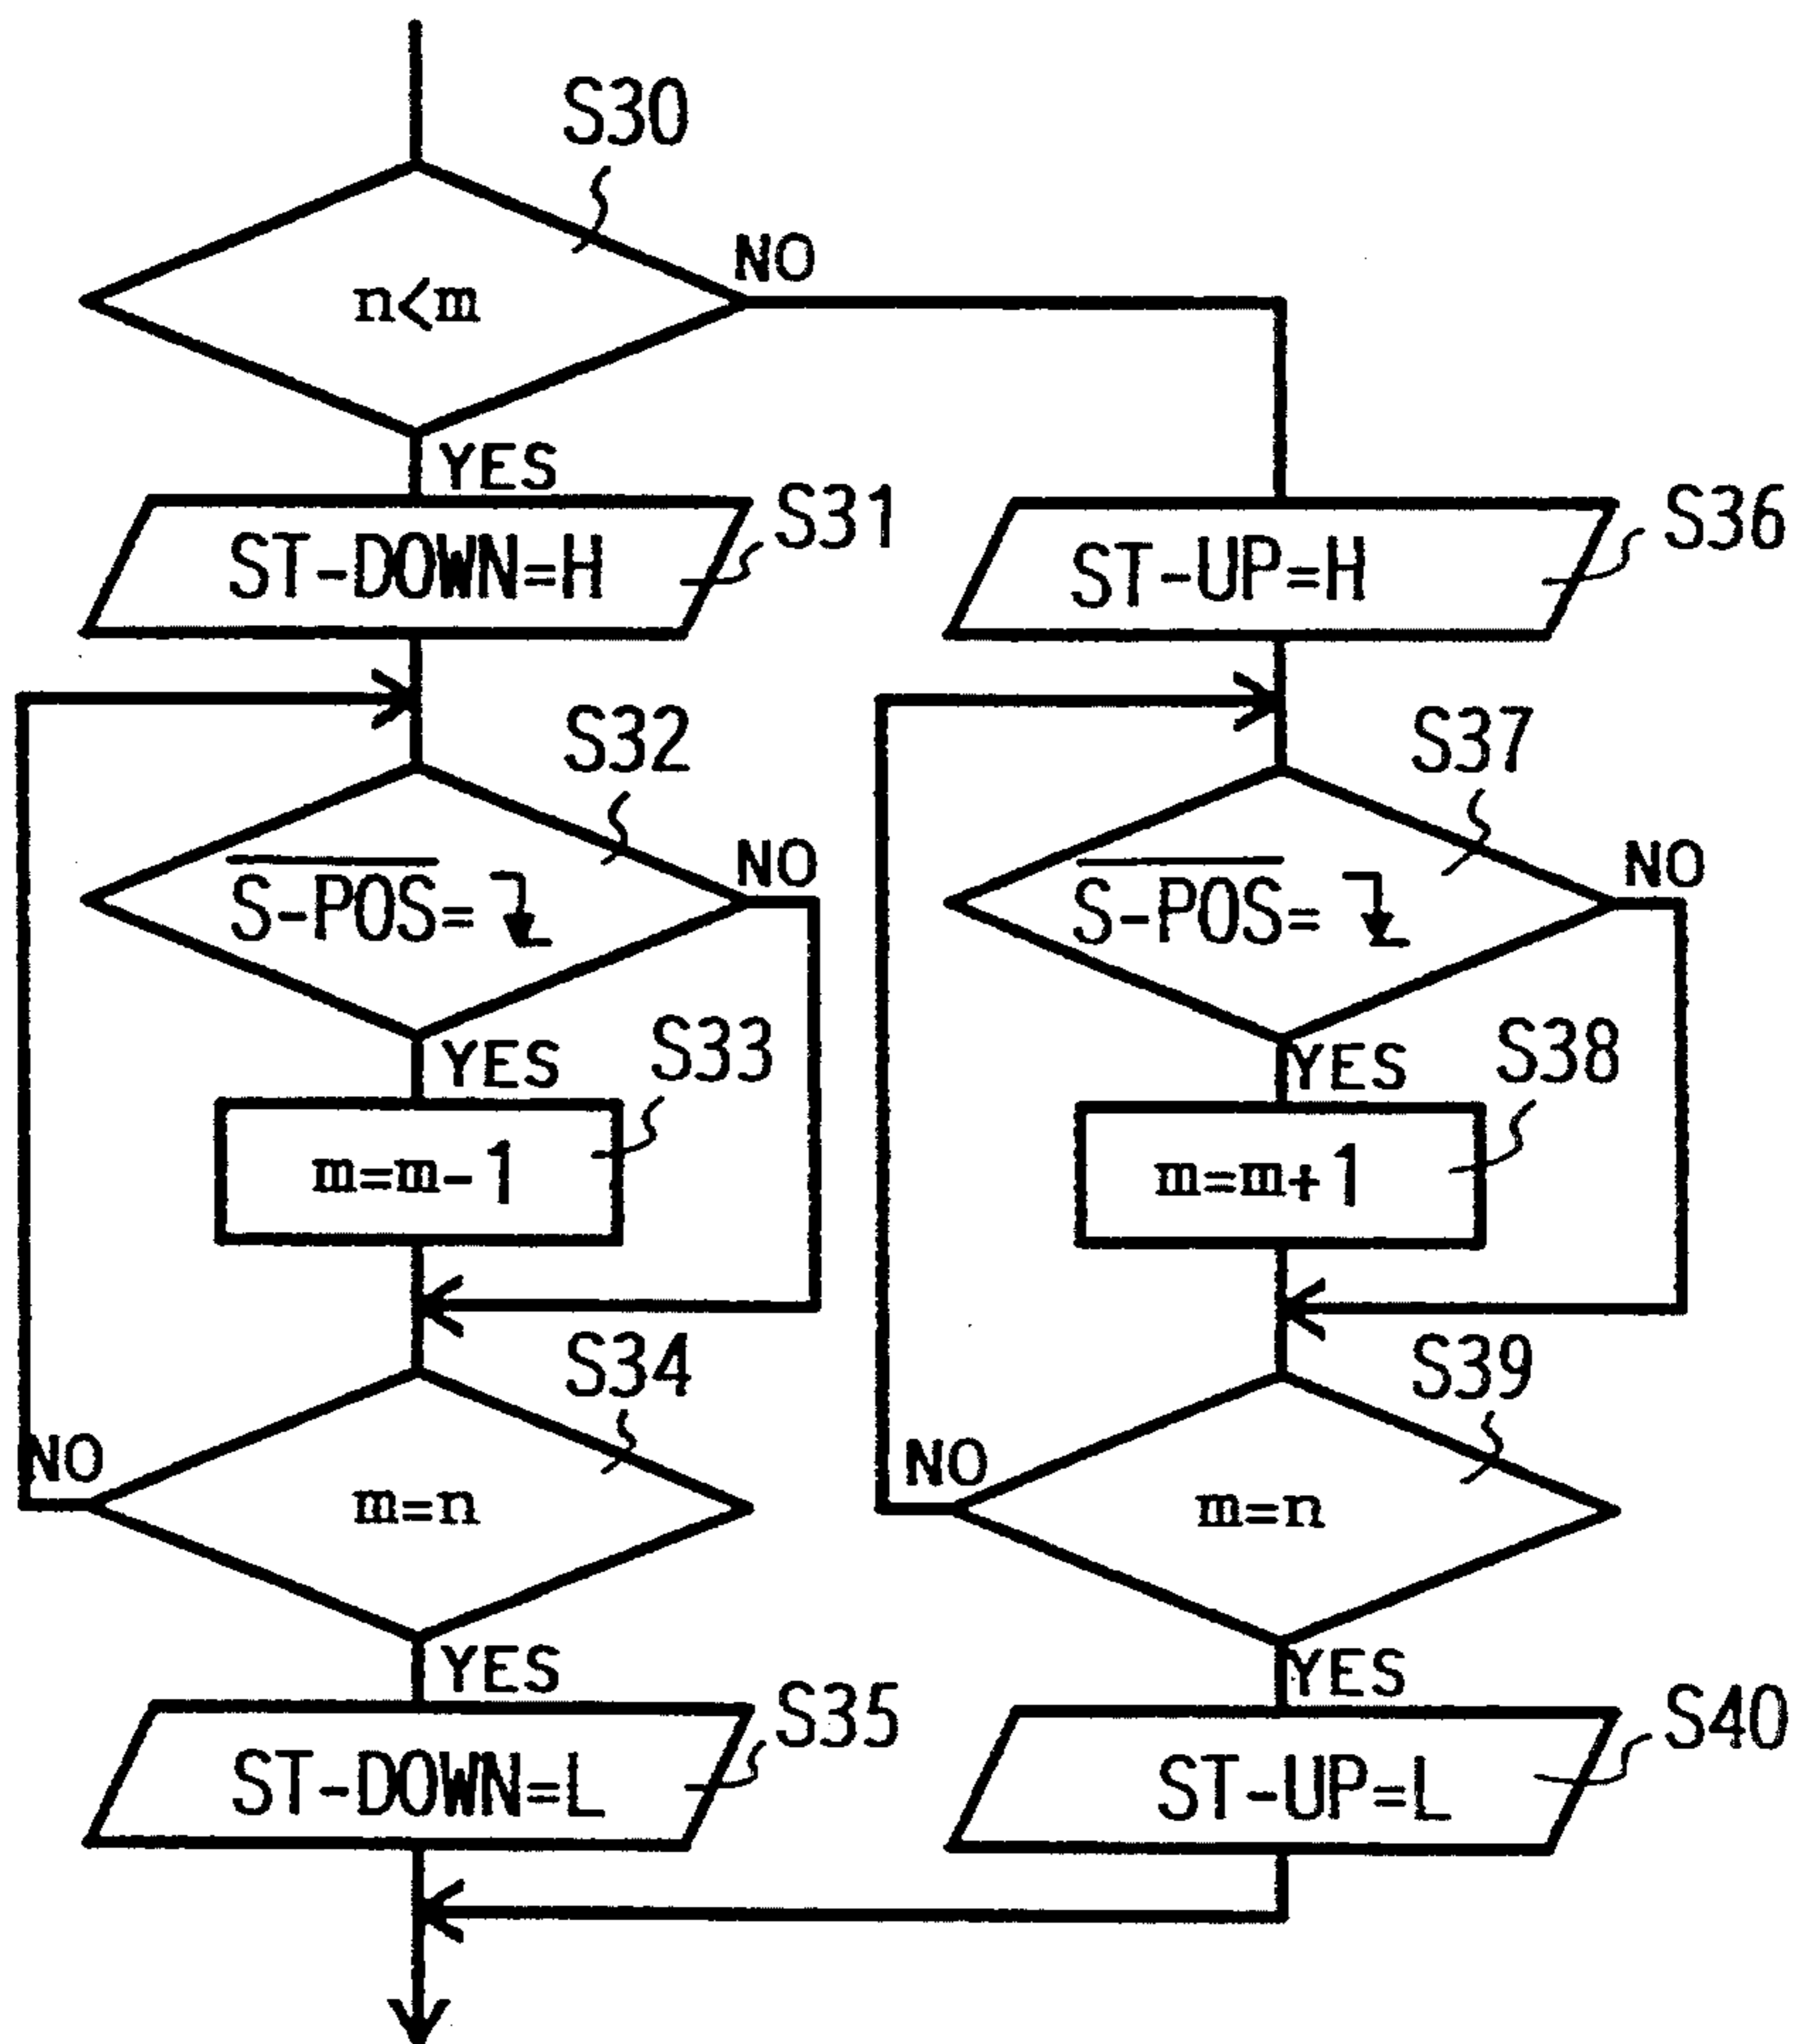 S30
n<m
NO
YES
ST-DOWN=H
S31
S32
S-POS=
NO
YES
S33
m=m-1
S34
NO
m=n
YES
S35
ST-DOWN=L
S36
ST-UP=H
S37
S-POS=
NO
YES
S38
m=m+1
S39
NO
m=n
YES
S40
ST-UP=L